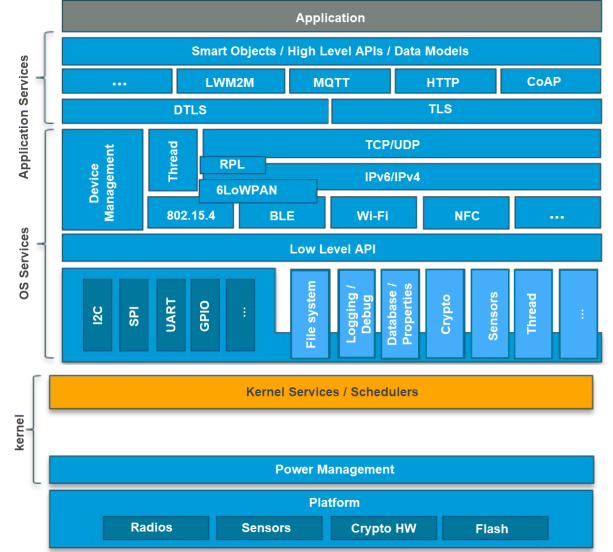 Application
Application Services
Smart Objects / High Level APIs / Data Models
...
LWM2M
MQTT
HTTP
CoAP
DTLS
TLS
OS Services
Device
Management
Thread
TCP/UDP
RPL
IPv6/IPv4
6LoWPAN
802.15.4
BLE
Wi-Fi
NFC
...
Low Level API
I2C
SPI
UART
GPIO
...
File system
Logging /
Debug
Database /
Properties
Crypto
Sensors
Thread
...
kernel
Kernel Services / Schedulers
Power Management
Platform
Radios
Sensors
Crypto HW
Flash